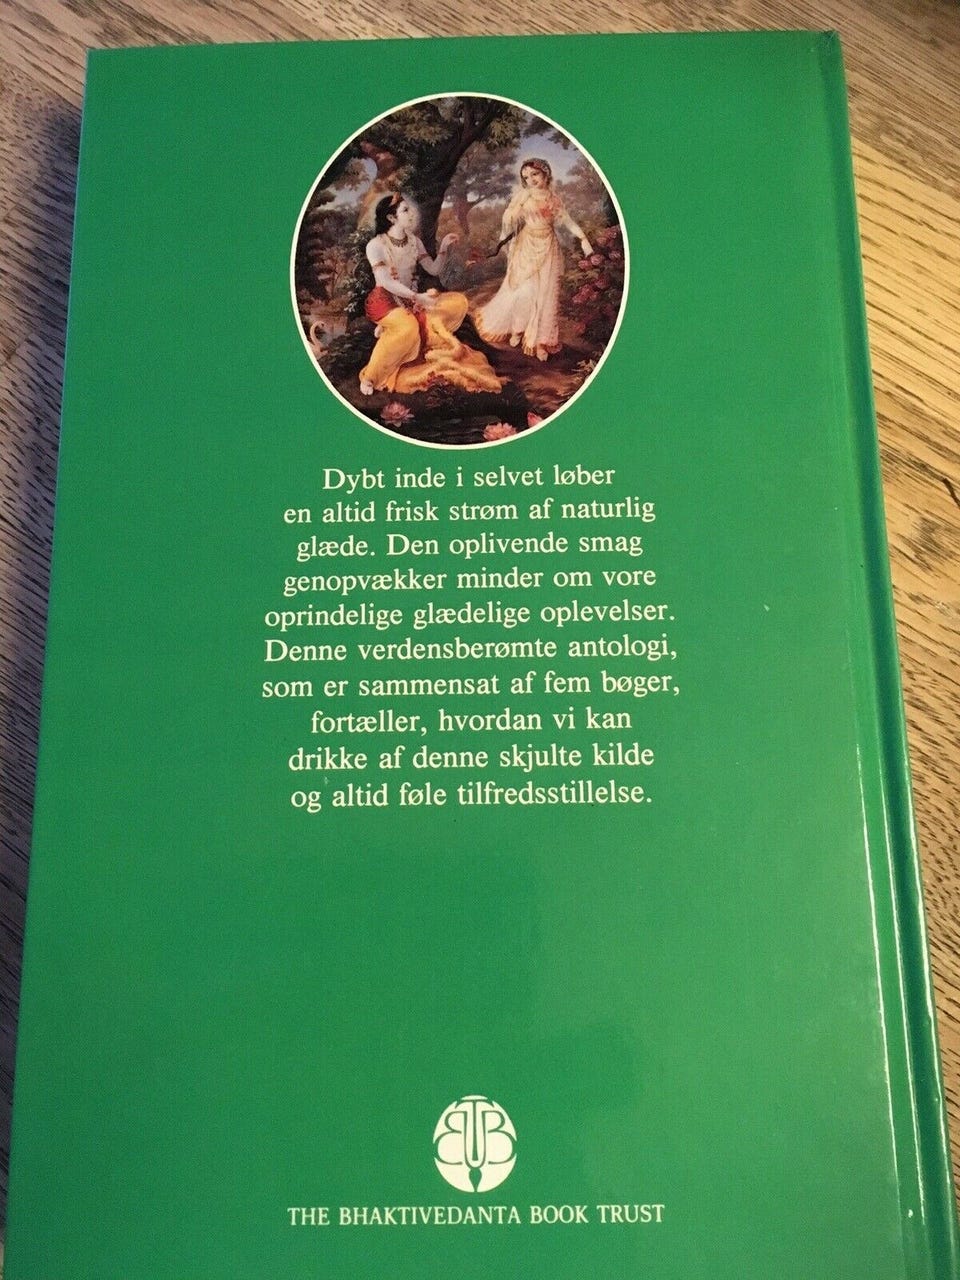 Dybt inde i selvet løber
en altid frisk strøm af naturlig
glæde. Den oplivende smag
genopvækker minder om vore
oprindelige glædelige oplevelser.
Denne verdensberømte antologi,
som er sammensat af fem bøger,
fortæller, hvordan vi kan
drikke af denne skjulte kilde
og altid føle tilfredsstillelse.
BTB
THE BHAKTIVEDANTA BOOK TRUST